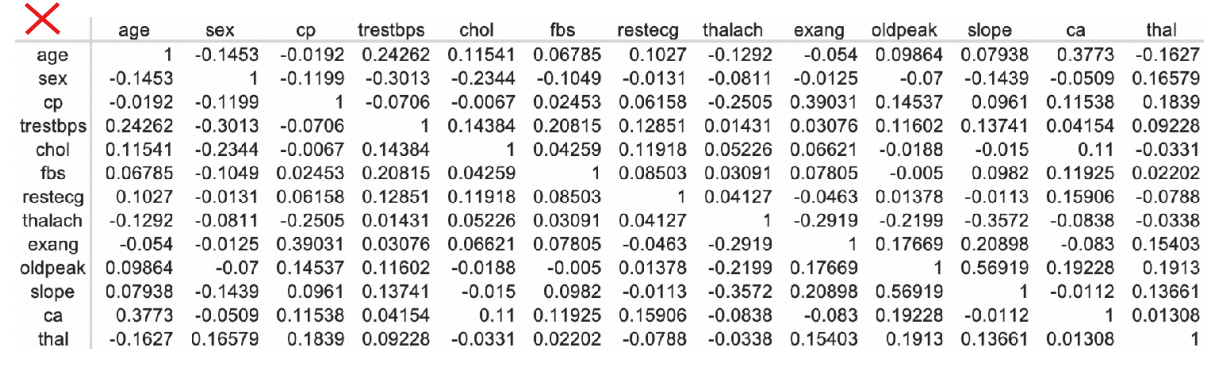 age sex cp trestbps chol fbs restecg thalach exang oldpeak slope ca thal
age 1 -0.1453 -0.0192 0.24262 0.11541 0.06785 0.1027 -0.1292 -0.054 0.09864 0.07938 0.3773 -0.1627
sex -0.1453 1 -0.1199 -0.3013 -0.2344 -0.1049 -0.0131 -0.0811 -0.0125 -0.07 -0.1439 -0.0509 0.16579
cp -0.0192 -0.1199 1 -0.0706 -0.0067 0.02453 0.06158 -0.2505 0.39031 0.14537 0.0961 0.11538 0.1839
trestbps 0.24262 -0.3013 -0.0706 1 0.14384 0.20815 0.12851 0.01431 0.03076 0.11602 0.13741 0.04154 0.09228
chol 0.11541 -0.2344 -0.0067 0.14384 1 0.04259 0.11918 0.05226 0.06621 -0.0188 -0.015 0.11 -0.0331
fbs 0.06785 -0.1049 0.02453 0.20815 0.04259 1 0.08503 0.03091 0.07805 -0.005 0.0982 0.11925 0.02202
restecg 0.1027 -0.0131 0.06158 0.12851 0.11918 0.08503 1 0.04127 -0.0463 0.01378 -0.0113 0.15906 -0.0788
thalach -0.1292 -0.0811 -0.2505 0.01431 0.05226 0.03091 0.04127 1 -0.2919 -0.2199 -0.3572 -0.0838 -0.0338
exang -0.054 -0.0125 0.39031 0.03076 0.06621 0.07805 -0.0463 -0.2919 1 0.17669 0.20898 -0.083 0.15403
oldpeak 0.09864 -0.07 0.14537 0.11602 -0.0188 -0.005 0.01378 -0.2199 0.17669 1 0.56919 0.19228 0.1913
slope 0.07938 -0.1439 0.0961 0.13741 -0.015 0.0982 -0.0113 -0.3572 0.20898 0.56919 1 -0.0112 0.13661
ca 0.3773 -0.0509 0.11538 0.04154 0.11 0.11925 0.15906 -0.0838 -0.083 0.19228 -0.0112 1 0.01308
thal -0.1627 0.16579 0.1839 0.09228 -0.0331 0.02202 -0.0788 -0.0338 0.15403 0.1913 0.13661 0.01308 1